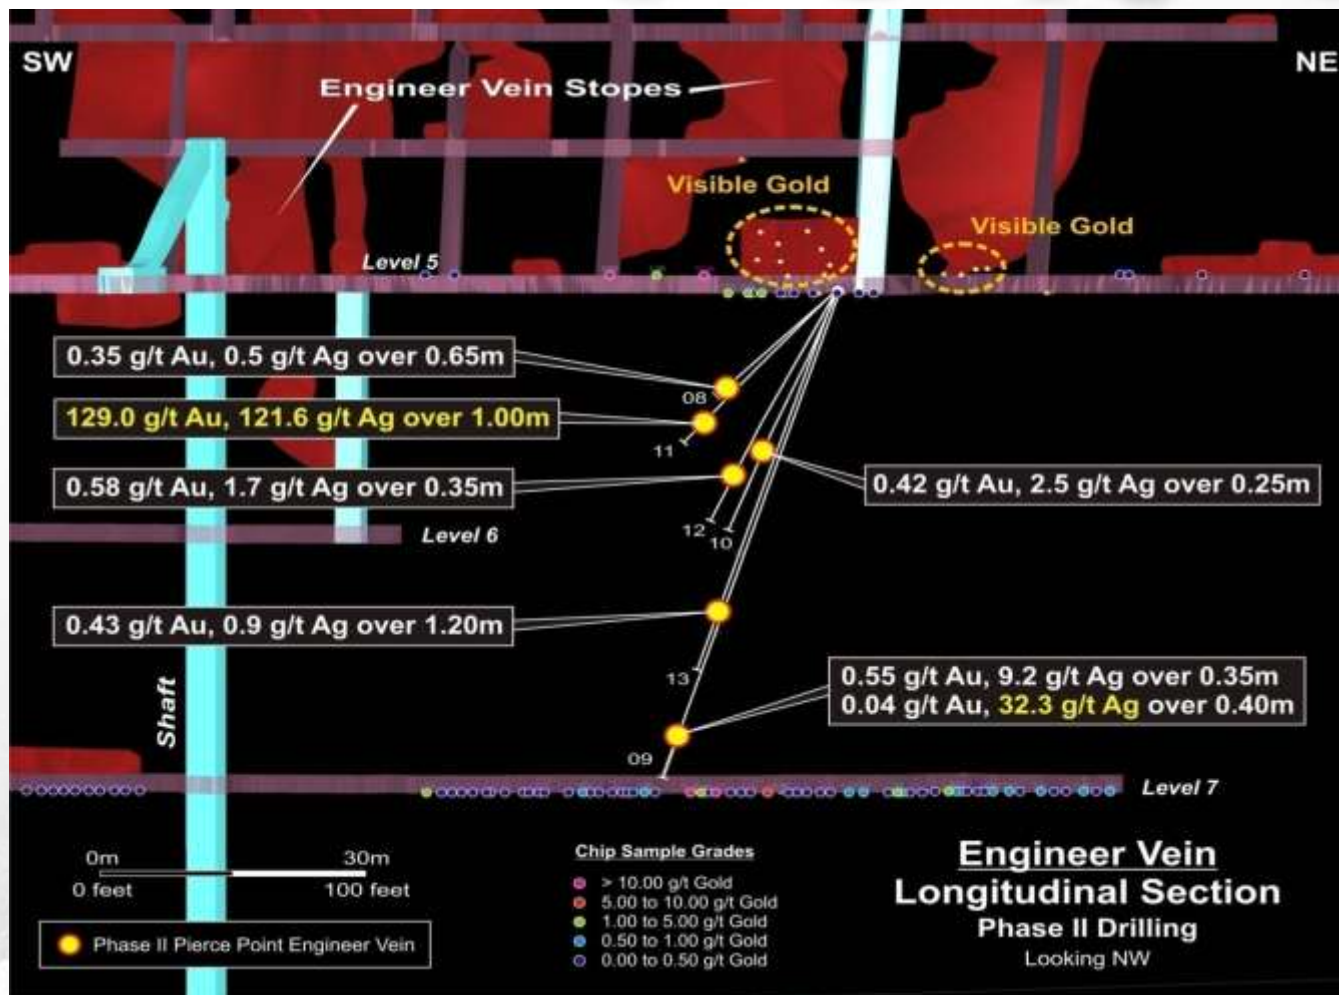 SW
NE
Engineer Vein Stopes
Visible Gold
Visible Gold
Level 5
0.35 g/t Au, 0.5 g/t Ag over 0.65m
08
129.0 g/t Au, 121.6 g/t Ag over 1.00m
11
0.58 g/t Au, 1.7 g/t Ag over 0.35m
0.42 g/t Au, 2.5 g/t Ag over 0.25m
12
10
Level 6
0.43 g/t Au, 0.9 g/t Ag over 1.20m
13
0.55 g/t Au, 9.2 g/t Ag over 0.35m
0.04 g/t Au, 32.3 g/t Ag over 0.40m
Shaft
09
Level 7
0m 30m
0 feet 100 feet
Phase II Pierce Point Engineer Vein
Chip Sample Grades
> 10.00 g/t Gold
5.00 to 10.00 g/t Gold
1.00 to 5.00 g/t Gold
0.50 to 1.00 g/t Gold
0.00 to 0.50 g/t Gold
Engineer Vein
Longitudinal Section
Phase II Drilling
Looking NW